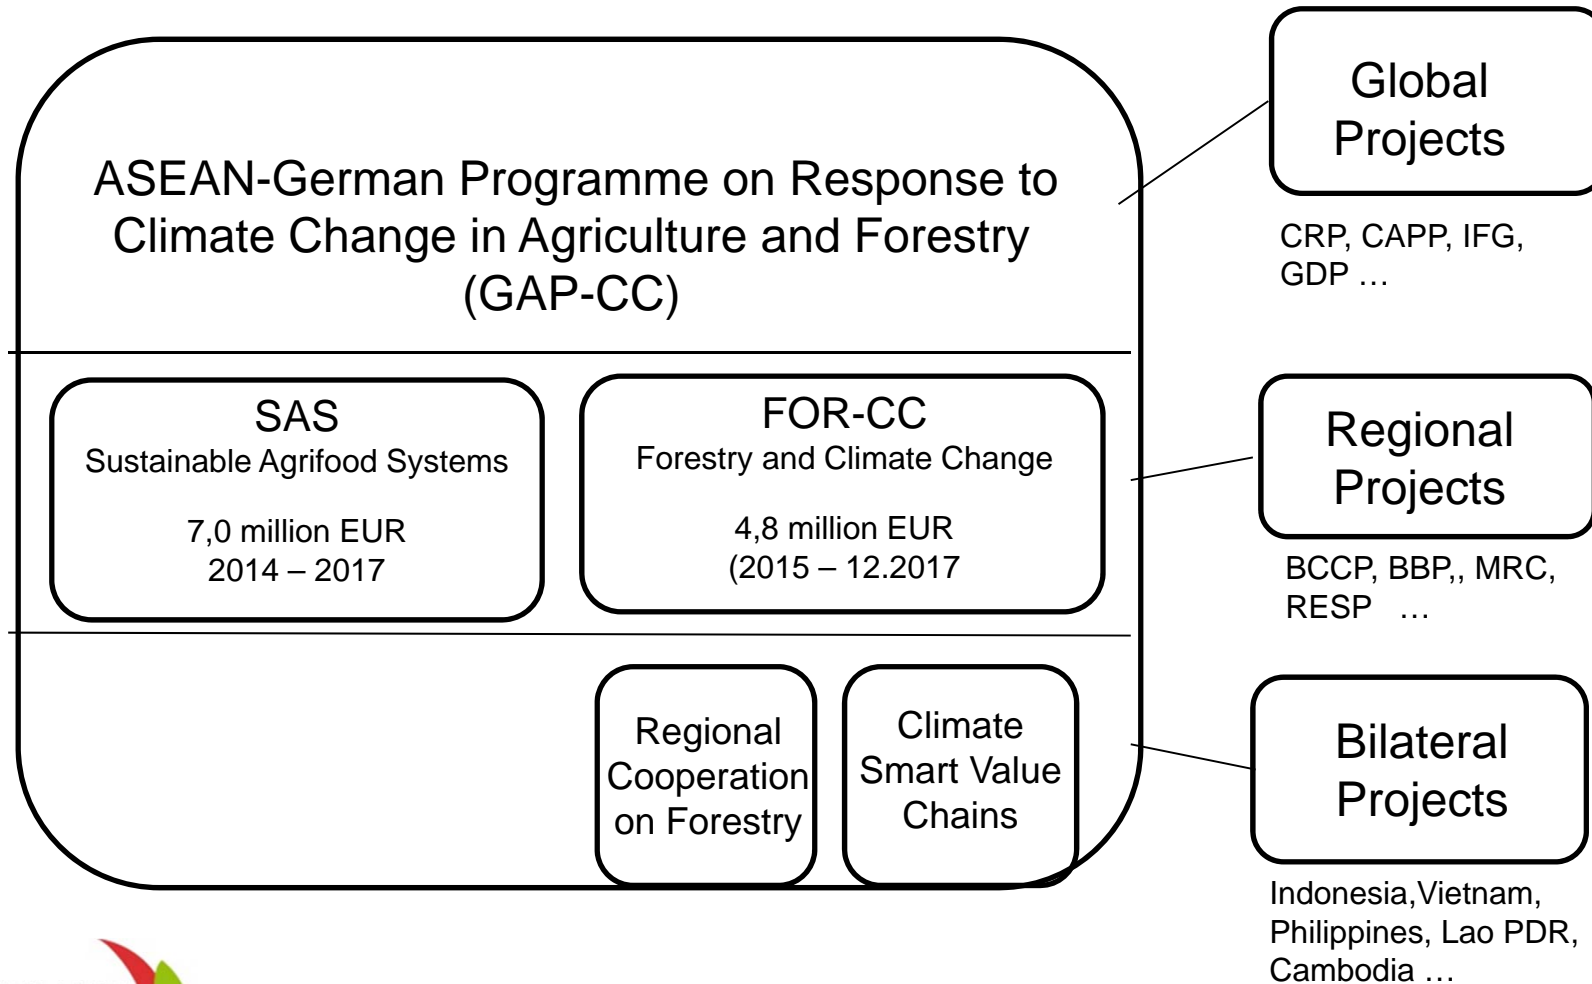 ASEAN-German Programme on Response to
Climate Change in Agriculture and Forestry
(GAP-CC)
SAS
Sustainable Agrifood Systems
7,0 million EUR
2014 – 2017
FOR-CC
Forestry and Climate Change
4,8 million EUR
(2015 – 12.2017
Regional
Cooperation
on Forestry
Climate
Smart Value
Chains
Global
Projects
CRP, CAPP, IFG,
GDP …
Regional
Projects
BCCP, BBP,, MRC,
RESP …
Bilateral
Projects
Indonesia,Vietnam,
Philippines, Lao PDR,
Cambodia …